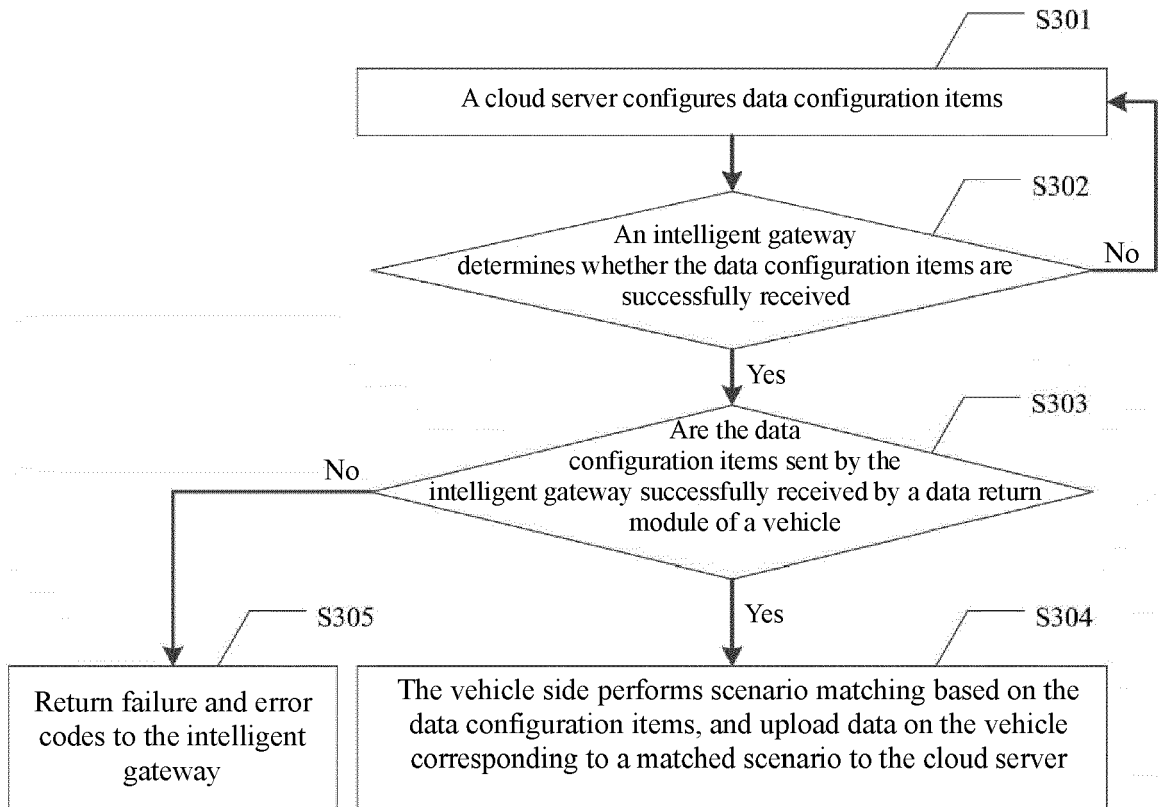 S301
A cloud server configures data configuration items
S302
An intelligent gateway
determines whether the data configuration items are
successfully received
No
Yes
S303
Are the data
configuration items sent by the
intelligent gateway successfully received by a data return
module of a vehicle
No
Yes
S305
Return failure and error
codes to the intelligent
gateway
S304
The vehicle side performs scenario matching based on the
data configuration items, and upload data on the vehicle
corresponding to a matched scenario to the cloud server